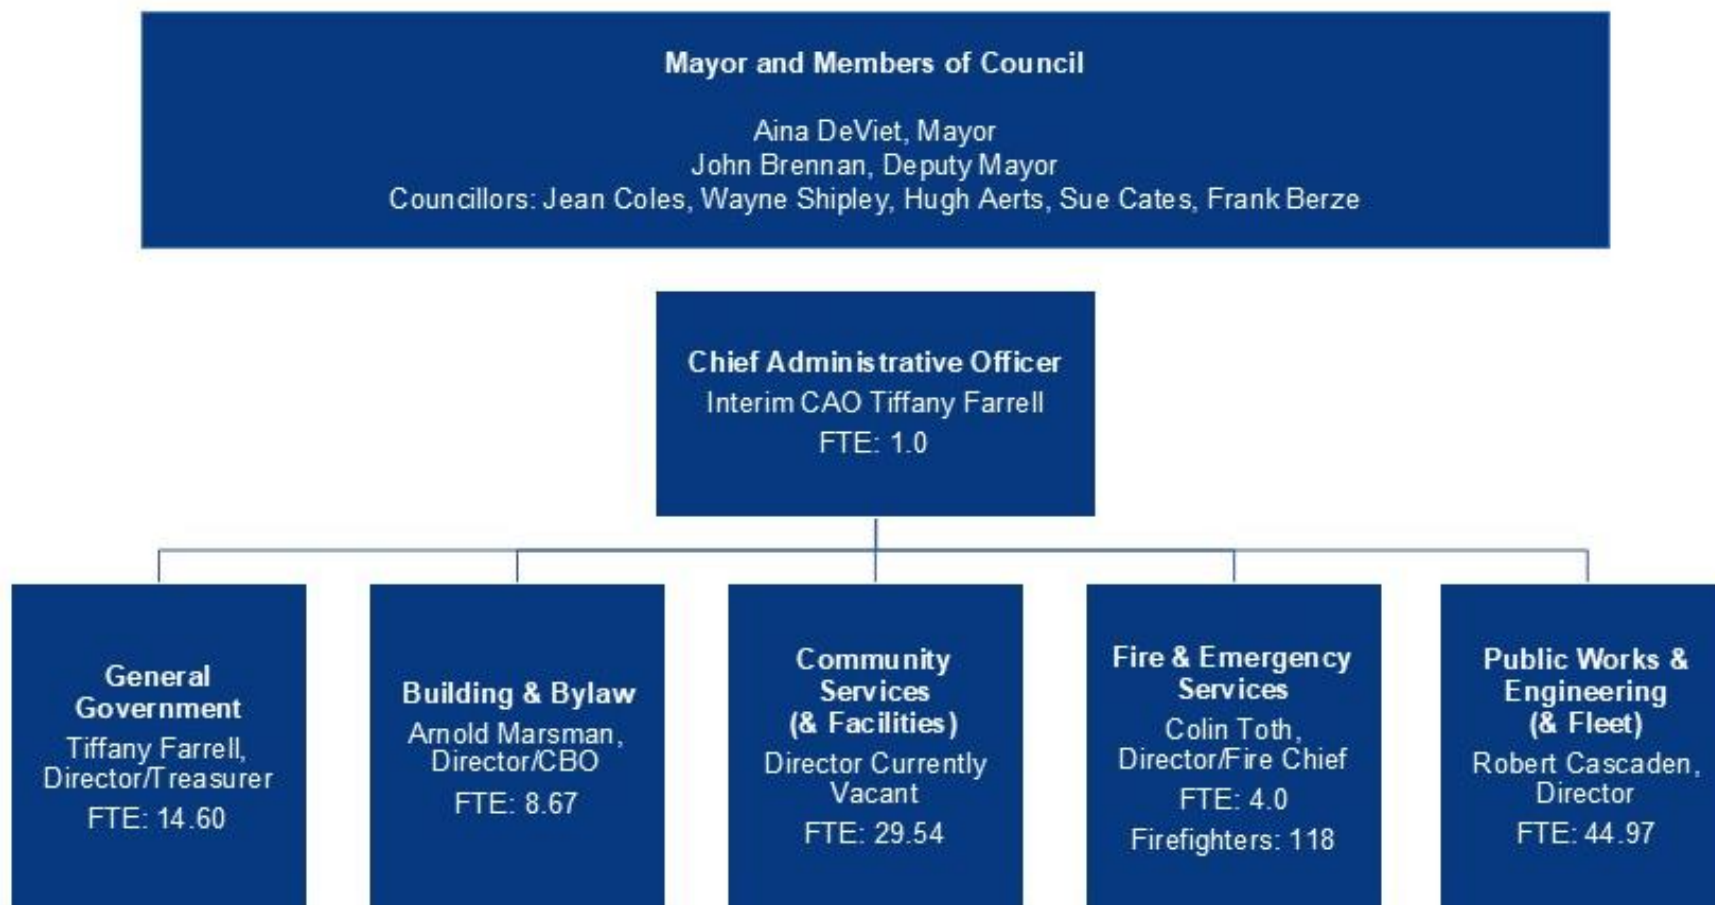 Mayor and Members of Council
Aina DeViet, Mayor
John Brennan, Deputy Mayor
Councillors: Jean Coles, Wayne Shipley, Hugh Aerts, Sue Cates, Frank Berze
Chief Administrative Officer
Interim CAO Tiffany Farrell
FTE: 1.0
General
Government
Tiffany Farrell,
Director/Treasurer
FTE: 14.60
Building & Bylaw
Arnold Marsman,
Director/CBO
FTE: 8.67
Community
Services
(& Facilities)
Director Currently
Vacant
FTE: 29.54
Fire & Emergency
Services
Colin Toth,
Director/Fire Chief
FTE: 4.0
Firefighters: 118
Public Works &
Engineering
(& Fleet)
Robert Cascaden,
Director
FTE: 44.97